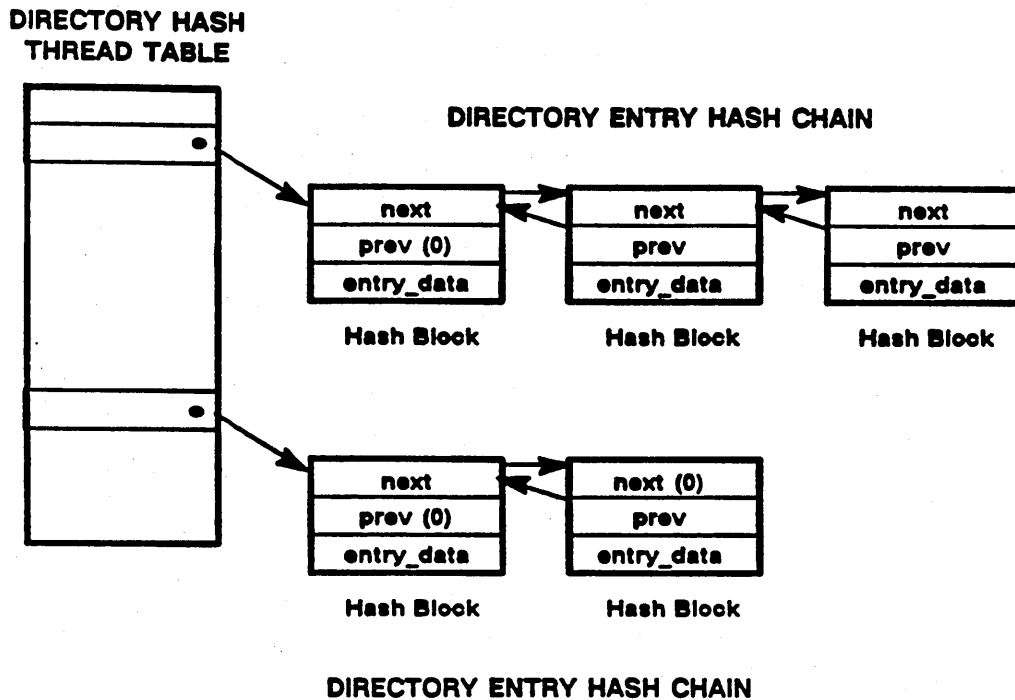 DIRECTORY HASH
THREAD TABLE
DIRECTORY ENTRY HASH CHAIN
next
prev (0)
entry_data
Hash Block
next
prev
entry_data
Hash Block
next
prev
entry_data
Hash Block
next
prev (0)
entry_data
Hash Block
next (0)
prev
entry_data
Hash Block
DIRECTORY ENTRY HASH CHAIN